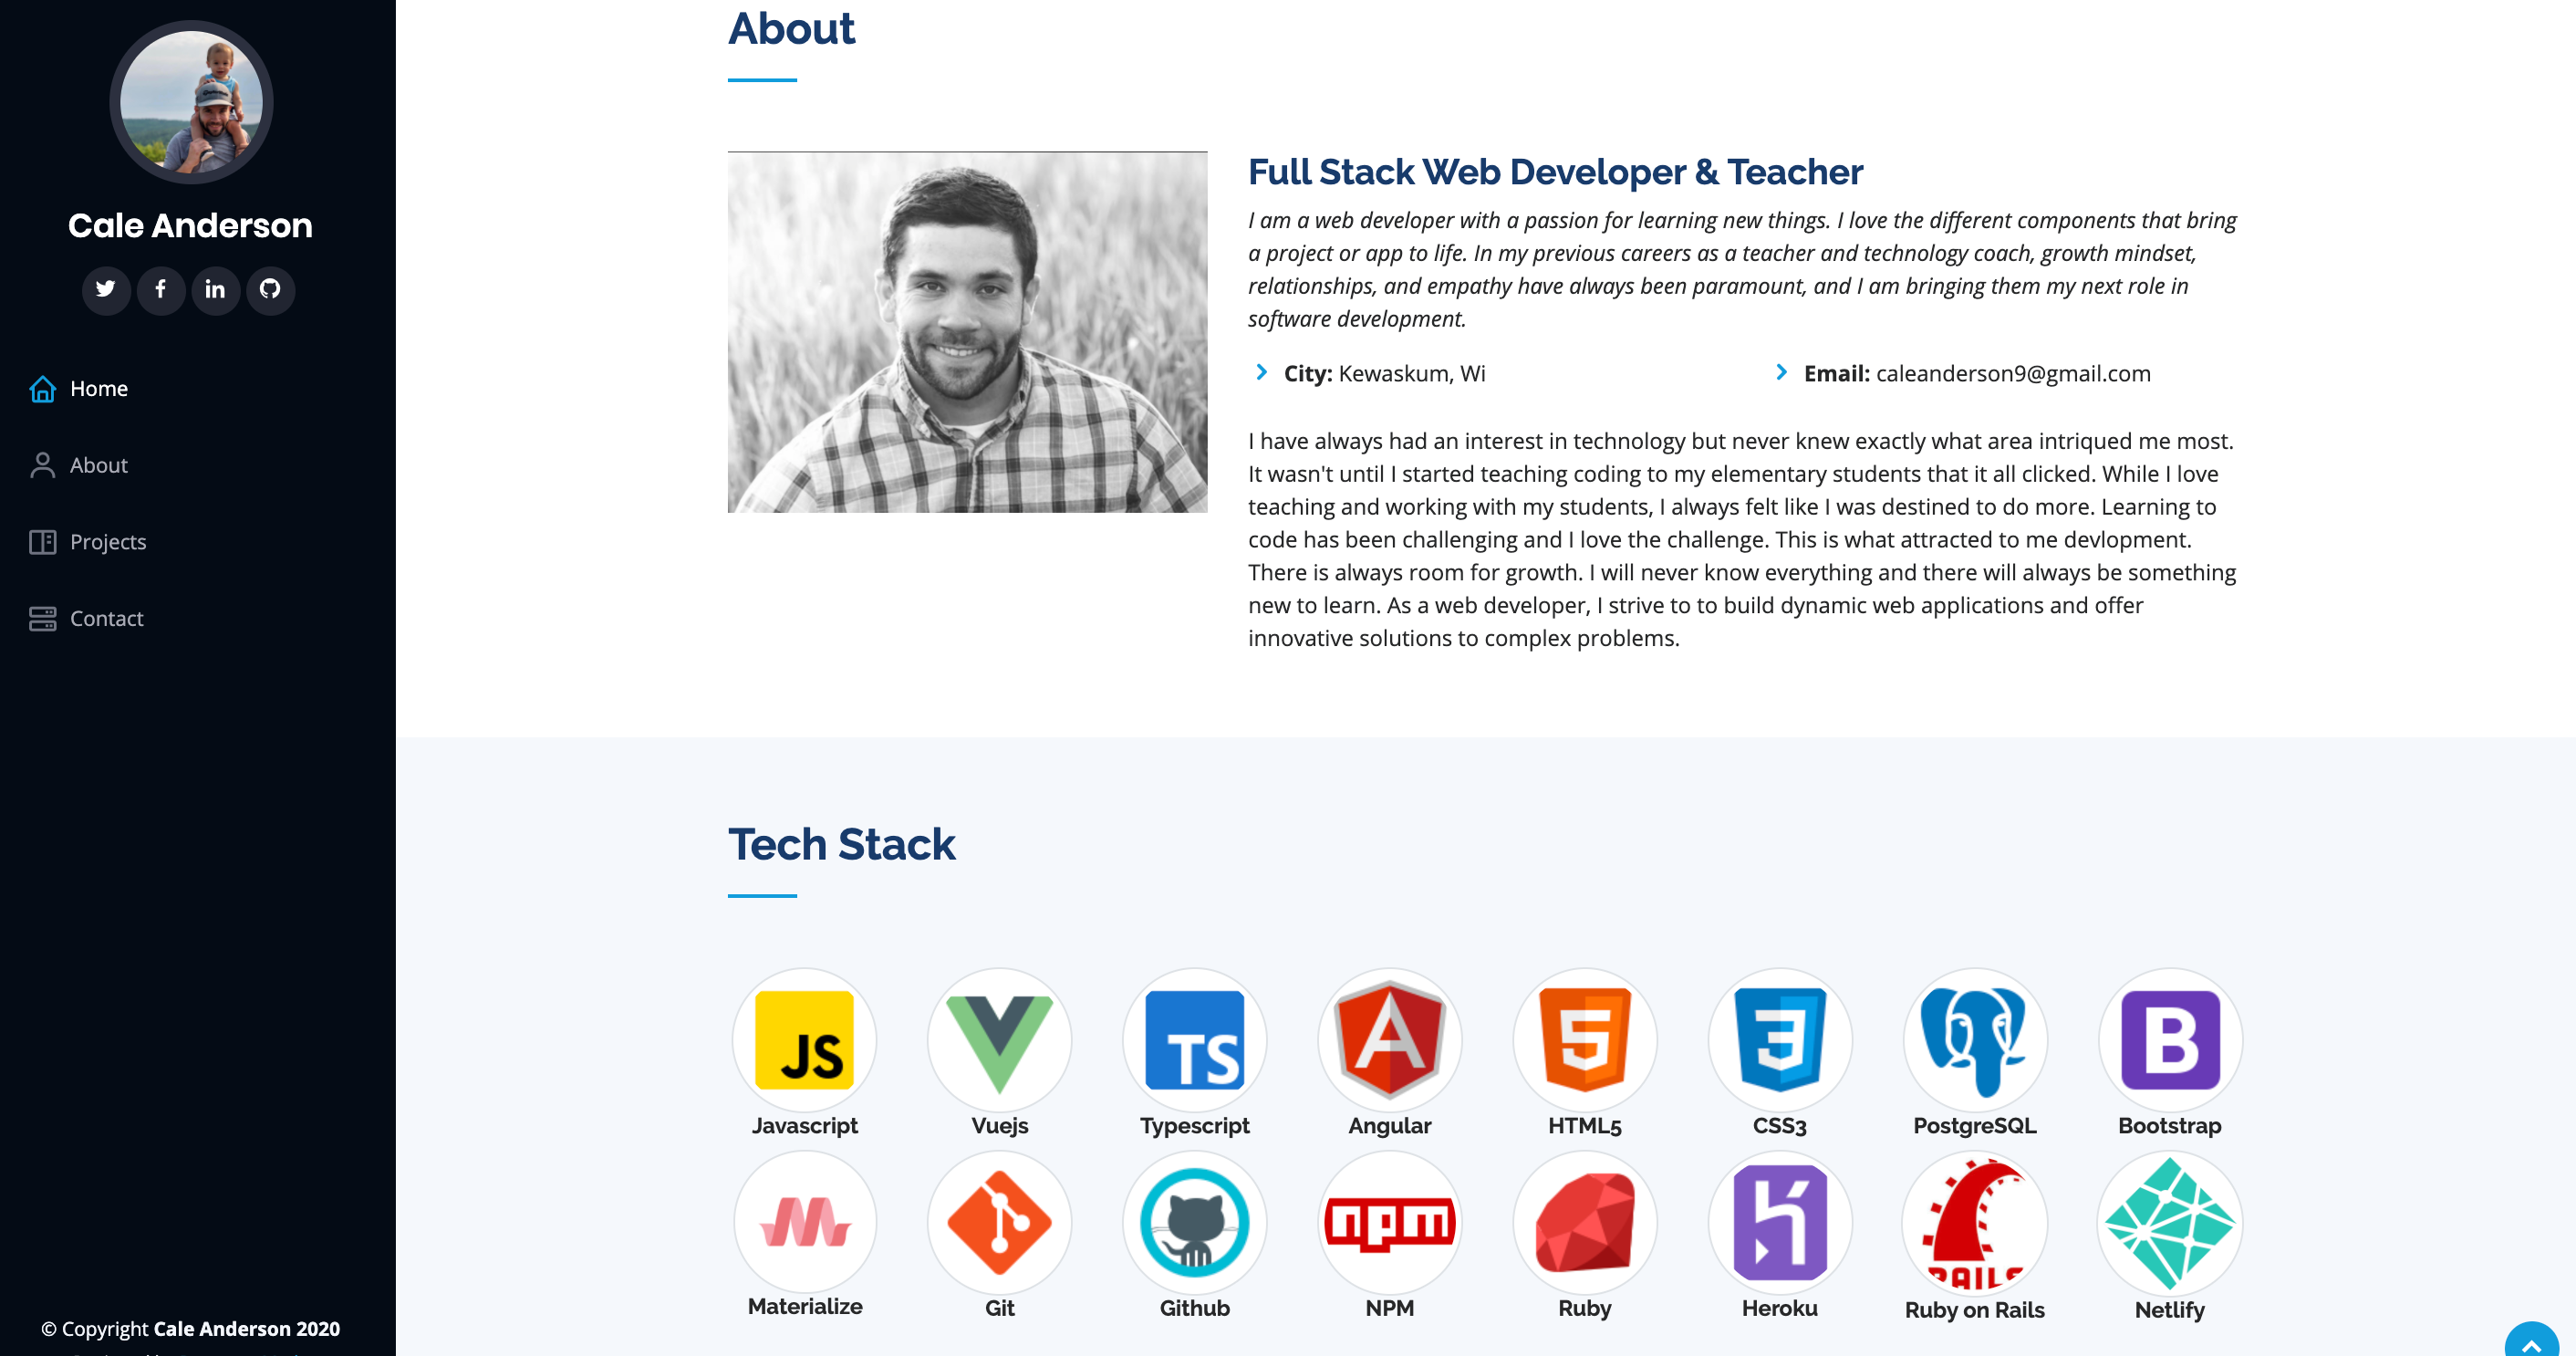 Cale Anderson
Home
About
Projects
Contact
© Copyright Cale Anderson 2020
About
Full Stack Web Developer & Teacher
I am a web developer with a passion for learning new things. I love the different components that bring
a project or app to life. In my previous careers as a teacher and technology coach, growth mindset,
relationships, and empathy have always been paramount, and I am bringing them my next role in
software development.
City: Kewaskum, Wi
Email: caleanderson9@gmail.com
I have always had an interest in technology but never knew exactly what area intriqued me most.
It wasn't until I started teaching coding to my elementary students that it all clicked. While I love
teaching and working with my students, I always felt like I was destined to do more. Learning to
code has been challenging and I love the challenge. This is what attracted to me devlopment.
There is always room for growth. I will never know everything and there will always be something
new to learn. As a web developer, I strive to to build dynamic web applications and offer
innovative solutions to complex problems.
Tech Stack
JS
TS
A
5
3
B
Javascript
Vuejs
Typescript
Angular
HTML5
CSS3
PostgreSQL
Bootstrap
npm
RAILS
Materialize
Git
Github
NPM
Ruby
Heroku
Ruby on Rails
Netlify